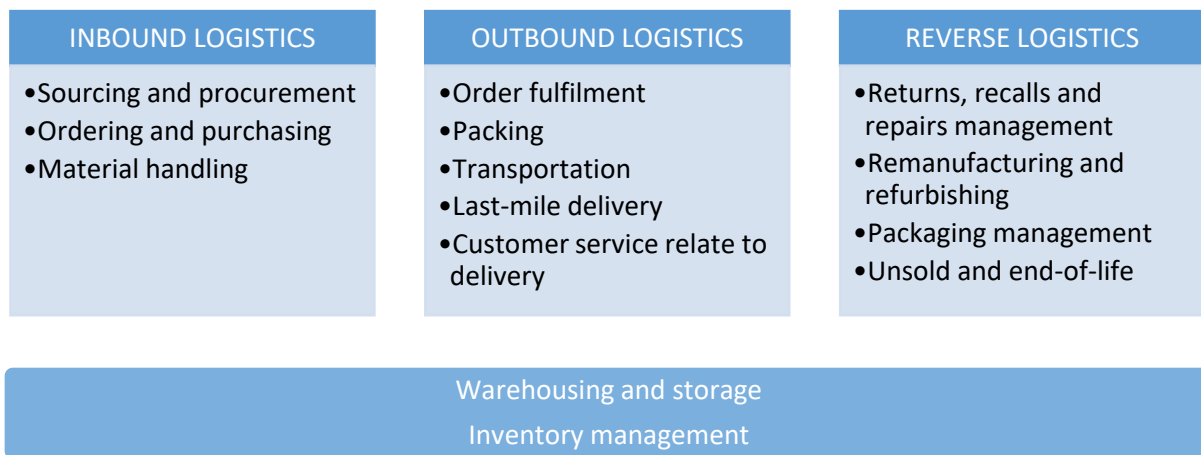 INBOUND LOGISTICS
•Sourcing and procurement
•Ordering and purchasing
•Material handling
OUTBOUND LOGISTICS
•Order fulfilment
•Packing
•Transportation
•Last-mile delivery
•Customer service relate to
delivery
REVERSE LOGISTICS
•Returns, recalls and
repairs management
•Remanufacturing and
refurbishing
•Packaging management
•Unsold and end-of-life
Warehousing and storage
Inventory management